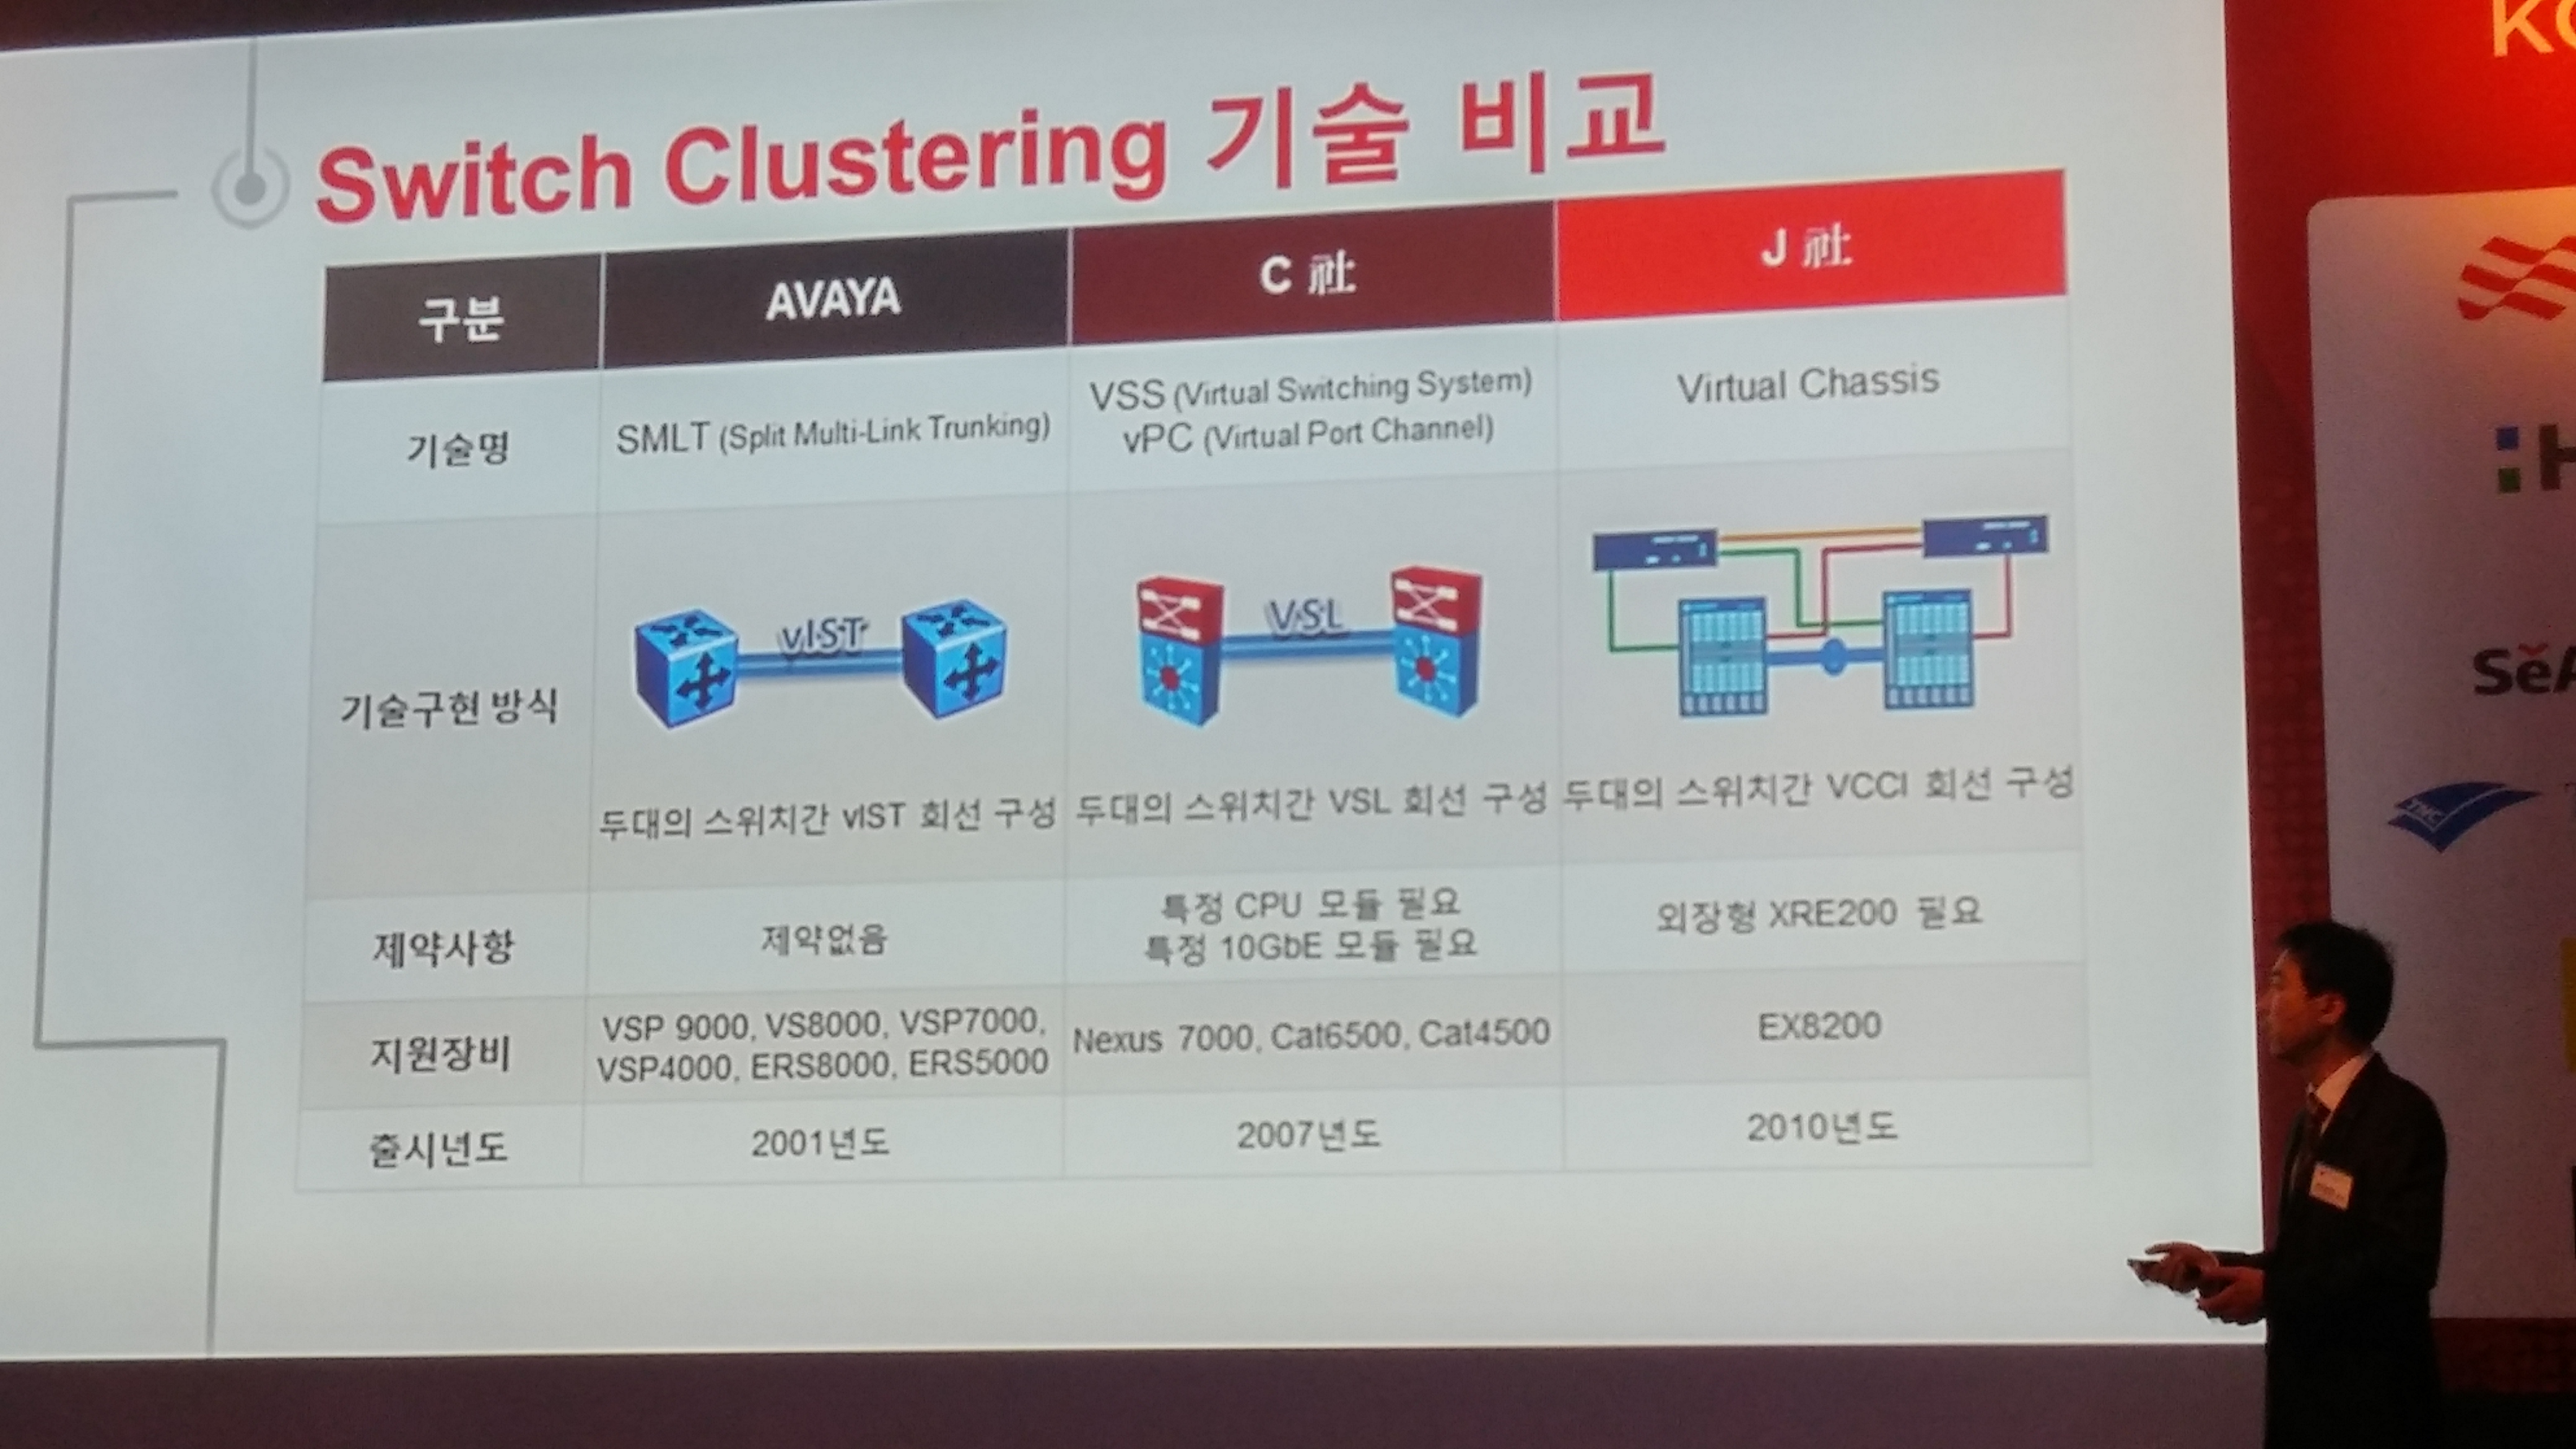 Switch Clustering 기술 비교
구분
AVAYA
C 社
J 社
기술명
SMLT (Split Multi-Link Trunking)
VSS (Virtual Switching System)
vPC (Virtual Port Channel)
Virtual Chassis
기술구현 방식
vIST
VSL
두대의 스위치간 vIST 회선 구성
두대의 스위치간 VSL 회선 구성
두대의 스위치간 VCCI 회선 구성
제약사항
제약없음
특정 CPU 모듈 필요
특정 10GbE 모듈 필요
외장형 XRE200 필요
지원장비
VSP 9000, VS8000, VSP7000,
VSP4000, ERS8000, ERS5000
Nexus 7000, Cat6500, Cat4500
EX8200
출시년도
2001년도
2007년도
2010년도